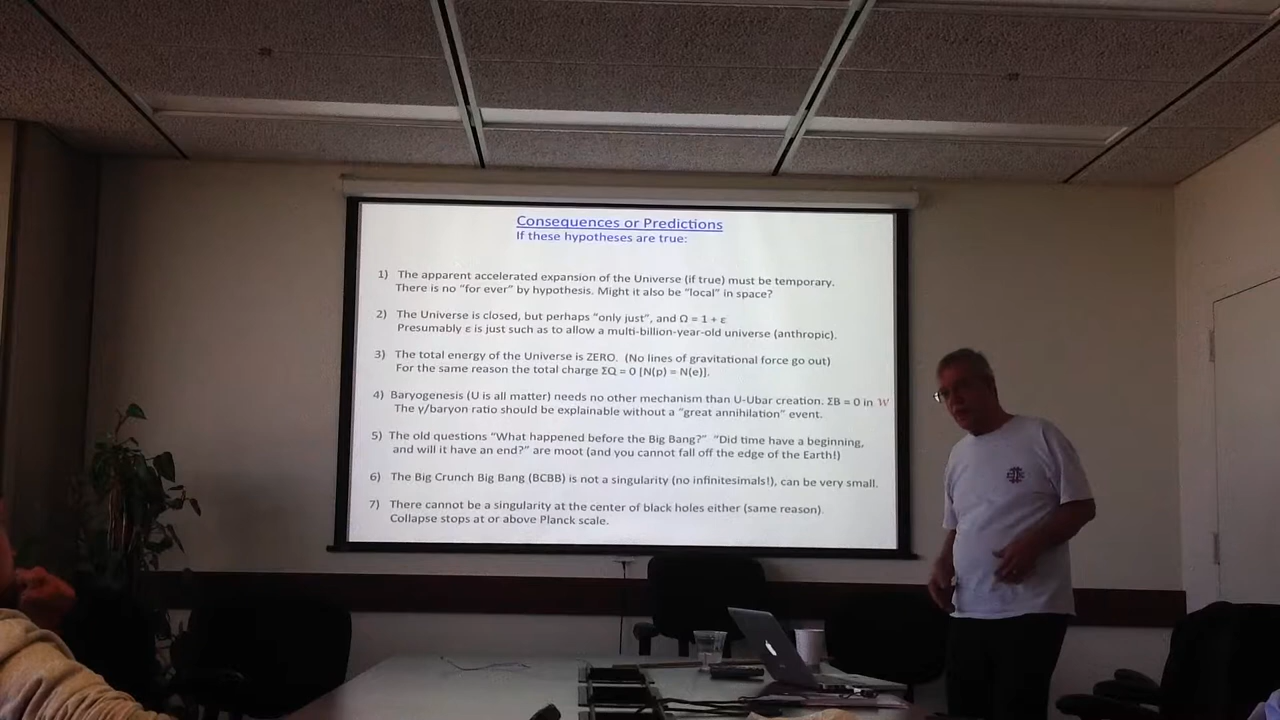 Consequences or Predictions
If these hypotheses are true:
1) The apparent accelerated expansion of the Universe (if true) must be temporary.
There is no "for ever" by hypothesis. Might it also be "local" in space?
2) The Universe is closed, but perhaps "only just", and Ω = 1 + ε
Presumably ε is just such as to allow a multi-billion-year-old universe (anthropic).
3) The total energy of the Universe is ZERO. (No lines of gravitational force go out)
For the same reason the total charge ΣQ = 0 [N(p) = N(e)].
4) Baryogenesis (U is all matter) needs no other mechanism than U-Ubar creation. ΣB = 0 in W
The γ/baryon ratio should be explainable without a "great annihilation" event.
5) The old questions "What happened before the Big Bang?" "Did time have a beginning,
and will it have an end?" are moot (and you cannot fall off the edge of the Earth!)
6) The Big Crunch Big Bang (BCBB) is not a singularity (no infinitesimals!), can be very small.
7) There cannot be a singularity at the center of black holes either (same reason).
Collapse stops at or above Planck scale.